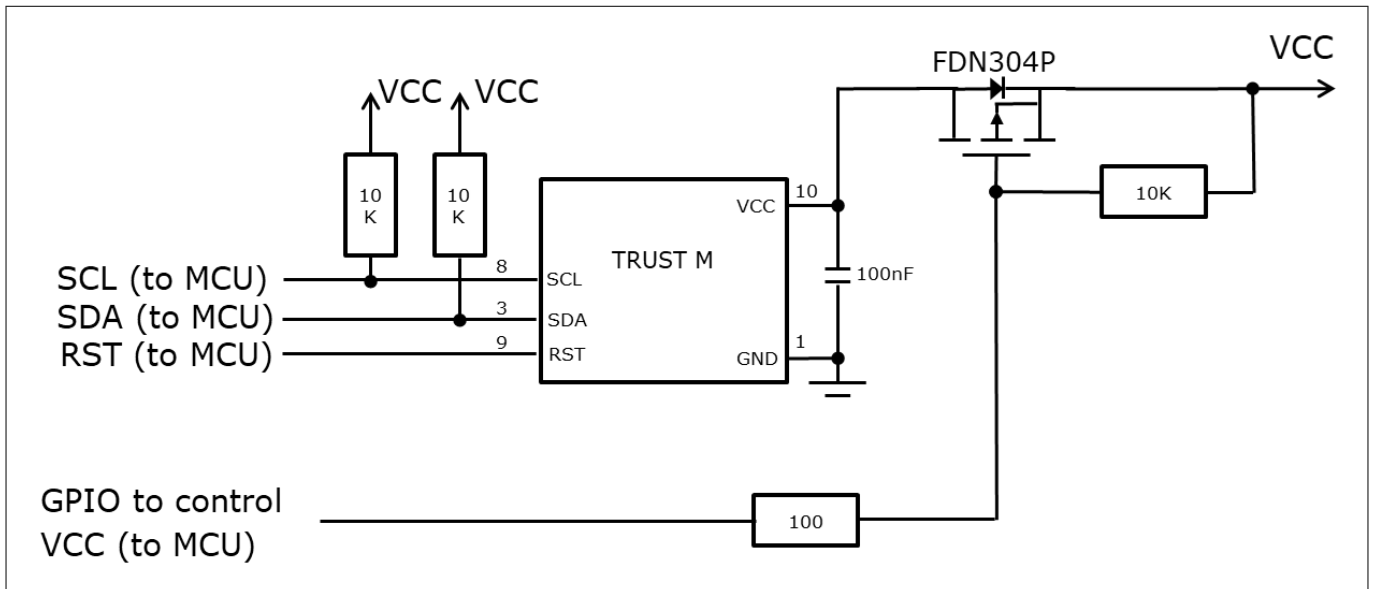 FDN304P
VCC
VCC
VCC
10
K
10
K
VCC
10
10K
TRUST M
100nF
SCL (to MCU)
8
SCL
SDA (to MCU)
3
SDA
RST (to MCU)
9
RST
GND
1
GPIO to control
VCC (to MCU)
100